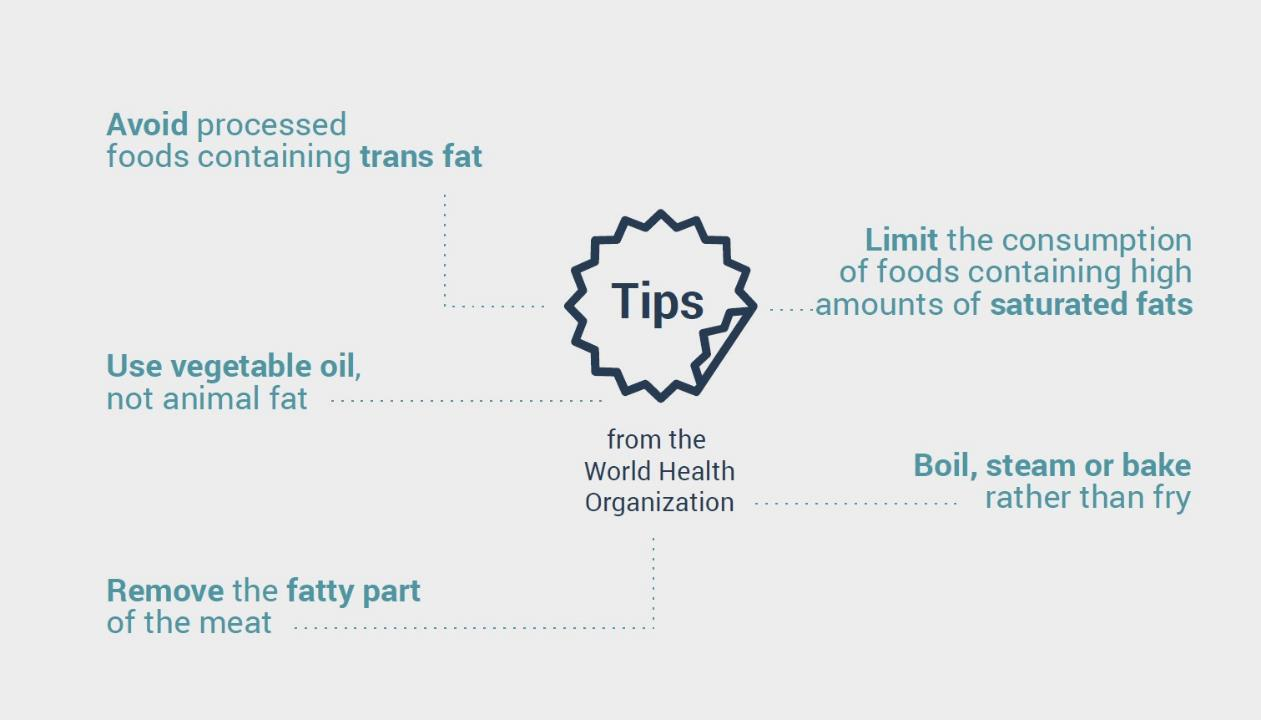 Avoid processed
foods containing trans fat
Tips
from the
World Health
Organization
Limit the consumption
of foods containing high
amounts of saturated fats
Use vegetable oil,
not animal fat
Boil, steam or bake
rather than fry
Remove the fatty part
of the meat